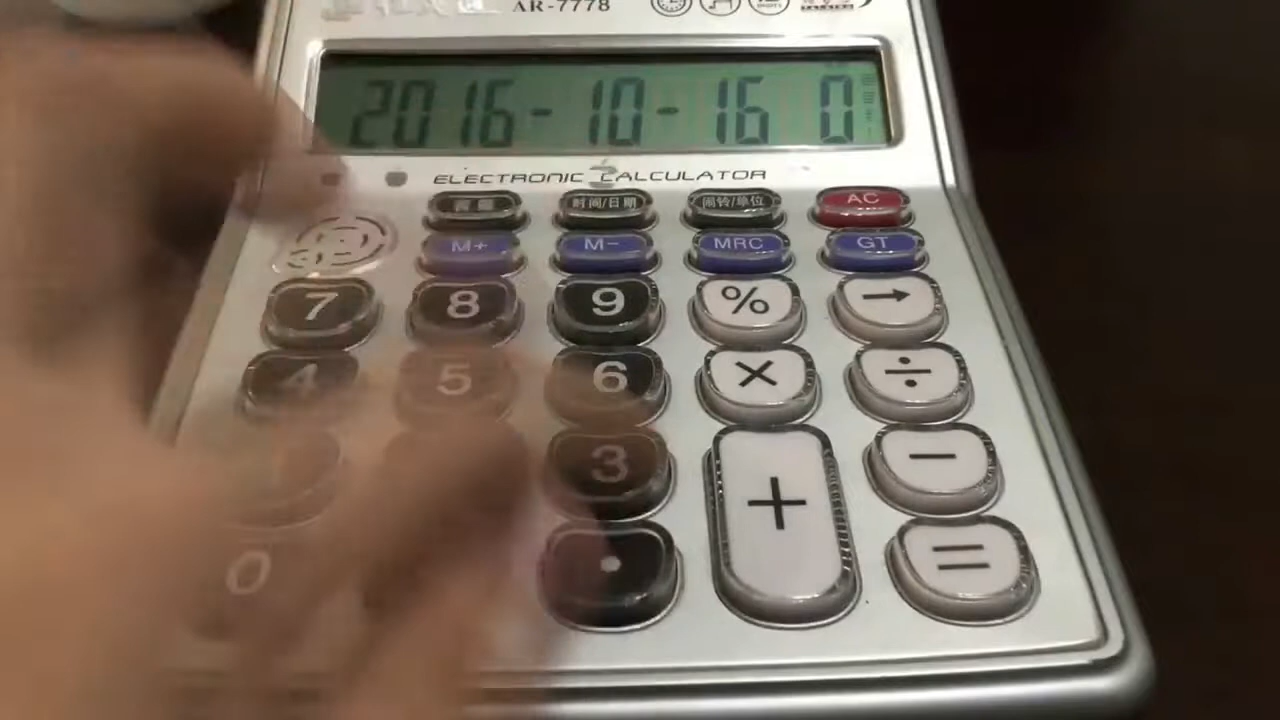 AR-7778
2016-10-16 0
ELECTRONIC CALCULATOR
时间/日期 闹铃/单位 AC
M+ M- MRC GT
7 8 9 % →
4 5 6 × ÷
3 + −
0 . =